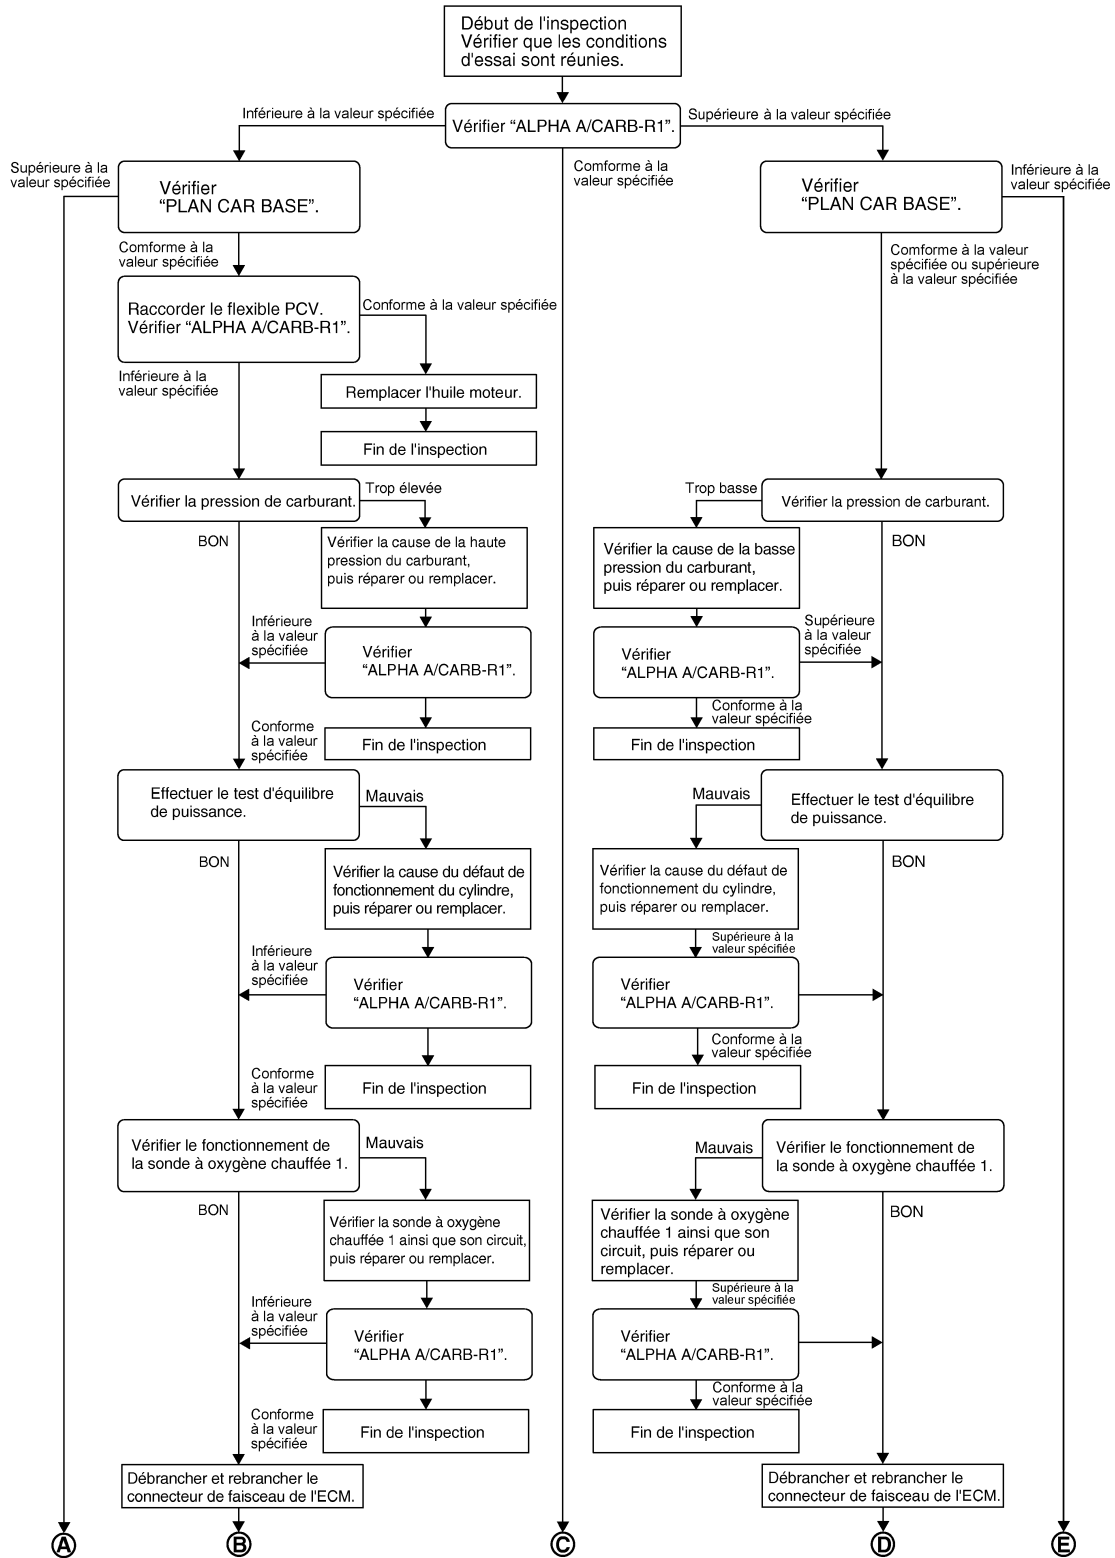 Début de l'inspection
Vérifier que les conditions
d'essai sont réunies.
Inférieure à la valeur spécifiée
Vérifier “ALPHA A/CARB-R1”.
Supérieure à la valeur spécifiée
Supérieure à la
valeur spécifiée
Vérifier
“PLAN CAR BASE”.
Comforme à la
valeur spécifiée
Vérifier
“PLAN CAR BASE”.
Inférieure à la
valeur spécifiée
Comforme à la
valeur spécifiée
Comforme à la valeur
spécifiée ou supérieure
à la valeur spécifiée
Raccorder le flexible PCV.
Vérifier “ALPHA A/CARB-R1”.
Conforme à la valeur spécifiée
Inférieure à la
valeur spécifiée
Remplacer l'huile moteur.
Fin de l'inspection
Vérifier la pression de carburant.
Trop élevée
Trop basse
Vérifier la pression de carburant.
BON
Vérifier la cause de la haute
pression du carburant,
puis réparer ou remplacer.
Vérifier la cause de la basse
pression du carburant,
puis réparer ou remplacer.
BON
Inférieure
à la valeur
spécifiée
Vérifier
“ALPHA A/CARB-R1”.
Vérifier
“ALPHA A/CARB-R1”.
Supérieure
à la valeur
spécifiée
Conforme
à la valeur
spécifiée
Fin de l'inspection
Conforme à la
valeur spécifiée
Fin de l'inspection
Effectuer le test d'équilibre
de puissance.
Mauvais
Mauvais
Effectuer le test d'équilibre
de puissance.
BON
Vérifier la cause du défaut de
fonctionnement du cylindre,
puis réparer ou remplacer.
Vérifier la cause du défaut de
fonctionnement du cylindre,
puis réparer ou remplacer.
BON
Inférieure
à la valeur
spécifiée
Vérifier
“ALPHA A/CARB-R1”.
Supérieure à la
valeur spécifiée
Vérifier
“ALPHA A/CARB-R1”.
Conforme
à la valeur
spécifiée
Fin de l'inspection
Conforme à la
valeur spécifiée
Fin de l'inspection
Vérifier le fonctionnement de
la sonde à oxygène chauffée 1.
Mauvais
Mauvais
Vérifier le fonctionnement de
la sonde à oxygène chauffée 1.
BON
Vérifier la sonde à oxygène
chauffée 1 ainsi que son circuit,
puis réparer ou remplacer.
Vérifier la sonde à oxygène
chauffée 1 ainsi que son
circuit, puis réparer ou
remplacer.
BON
Inférieure
à la valeur
spécifiée
Vérifier
“ALPHA A/CARB-R1”.
Supérieure à la
valeur spécifiée
Vérifier
“ALPHA A/CARB-R1”.
Conforme
à la valeur
spécifiée
Fin de l'inspection
Conforme à la
valeur spécifiée
Fin de l'inspection
Débrancher et rebrancher le
connecteur de faisceau de l'ECM.
Débrancher et rebrancher le
connecteur de faisceau de l'ECM.
A
B
C
D
E